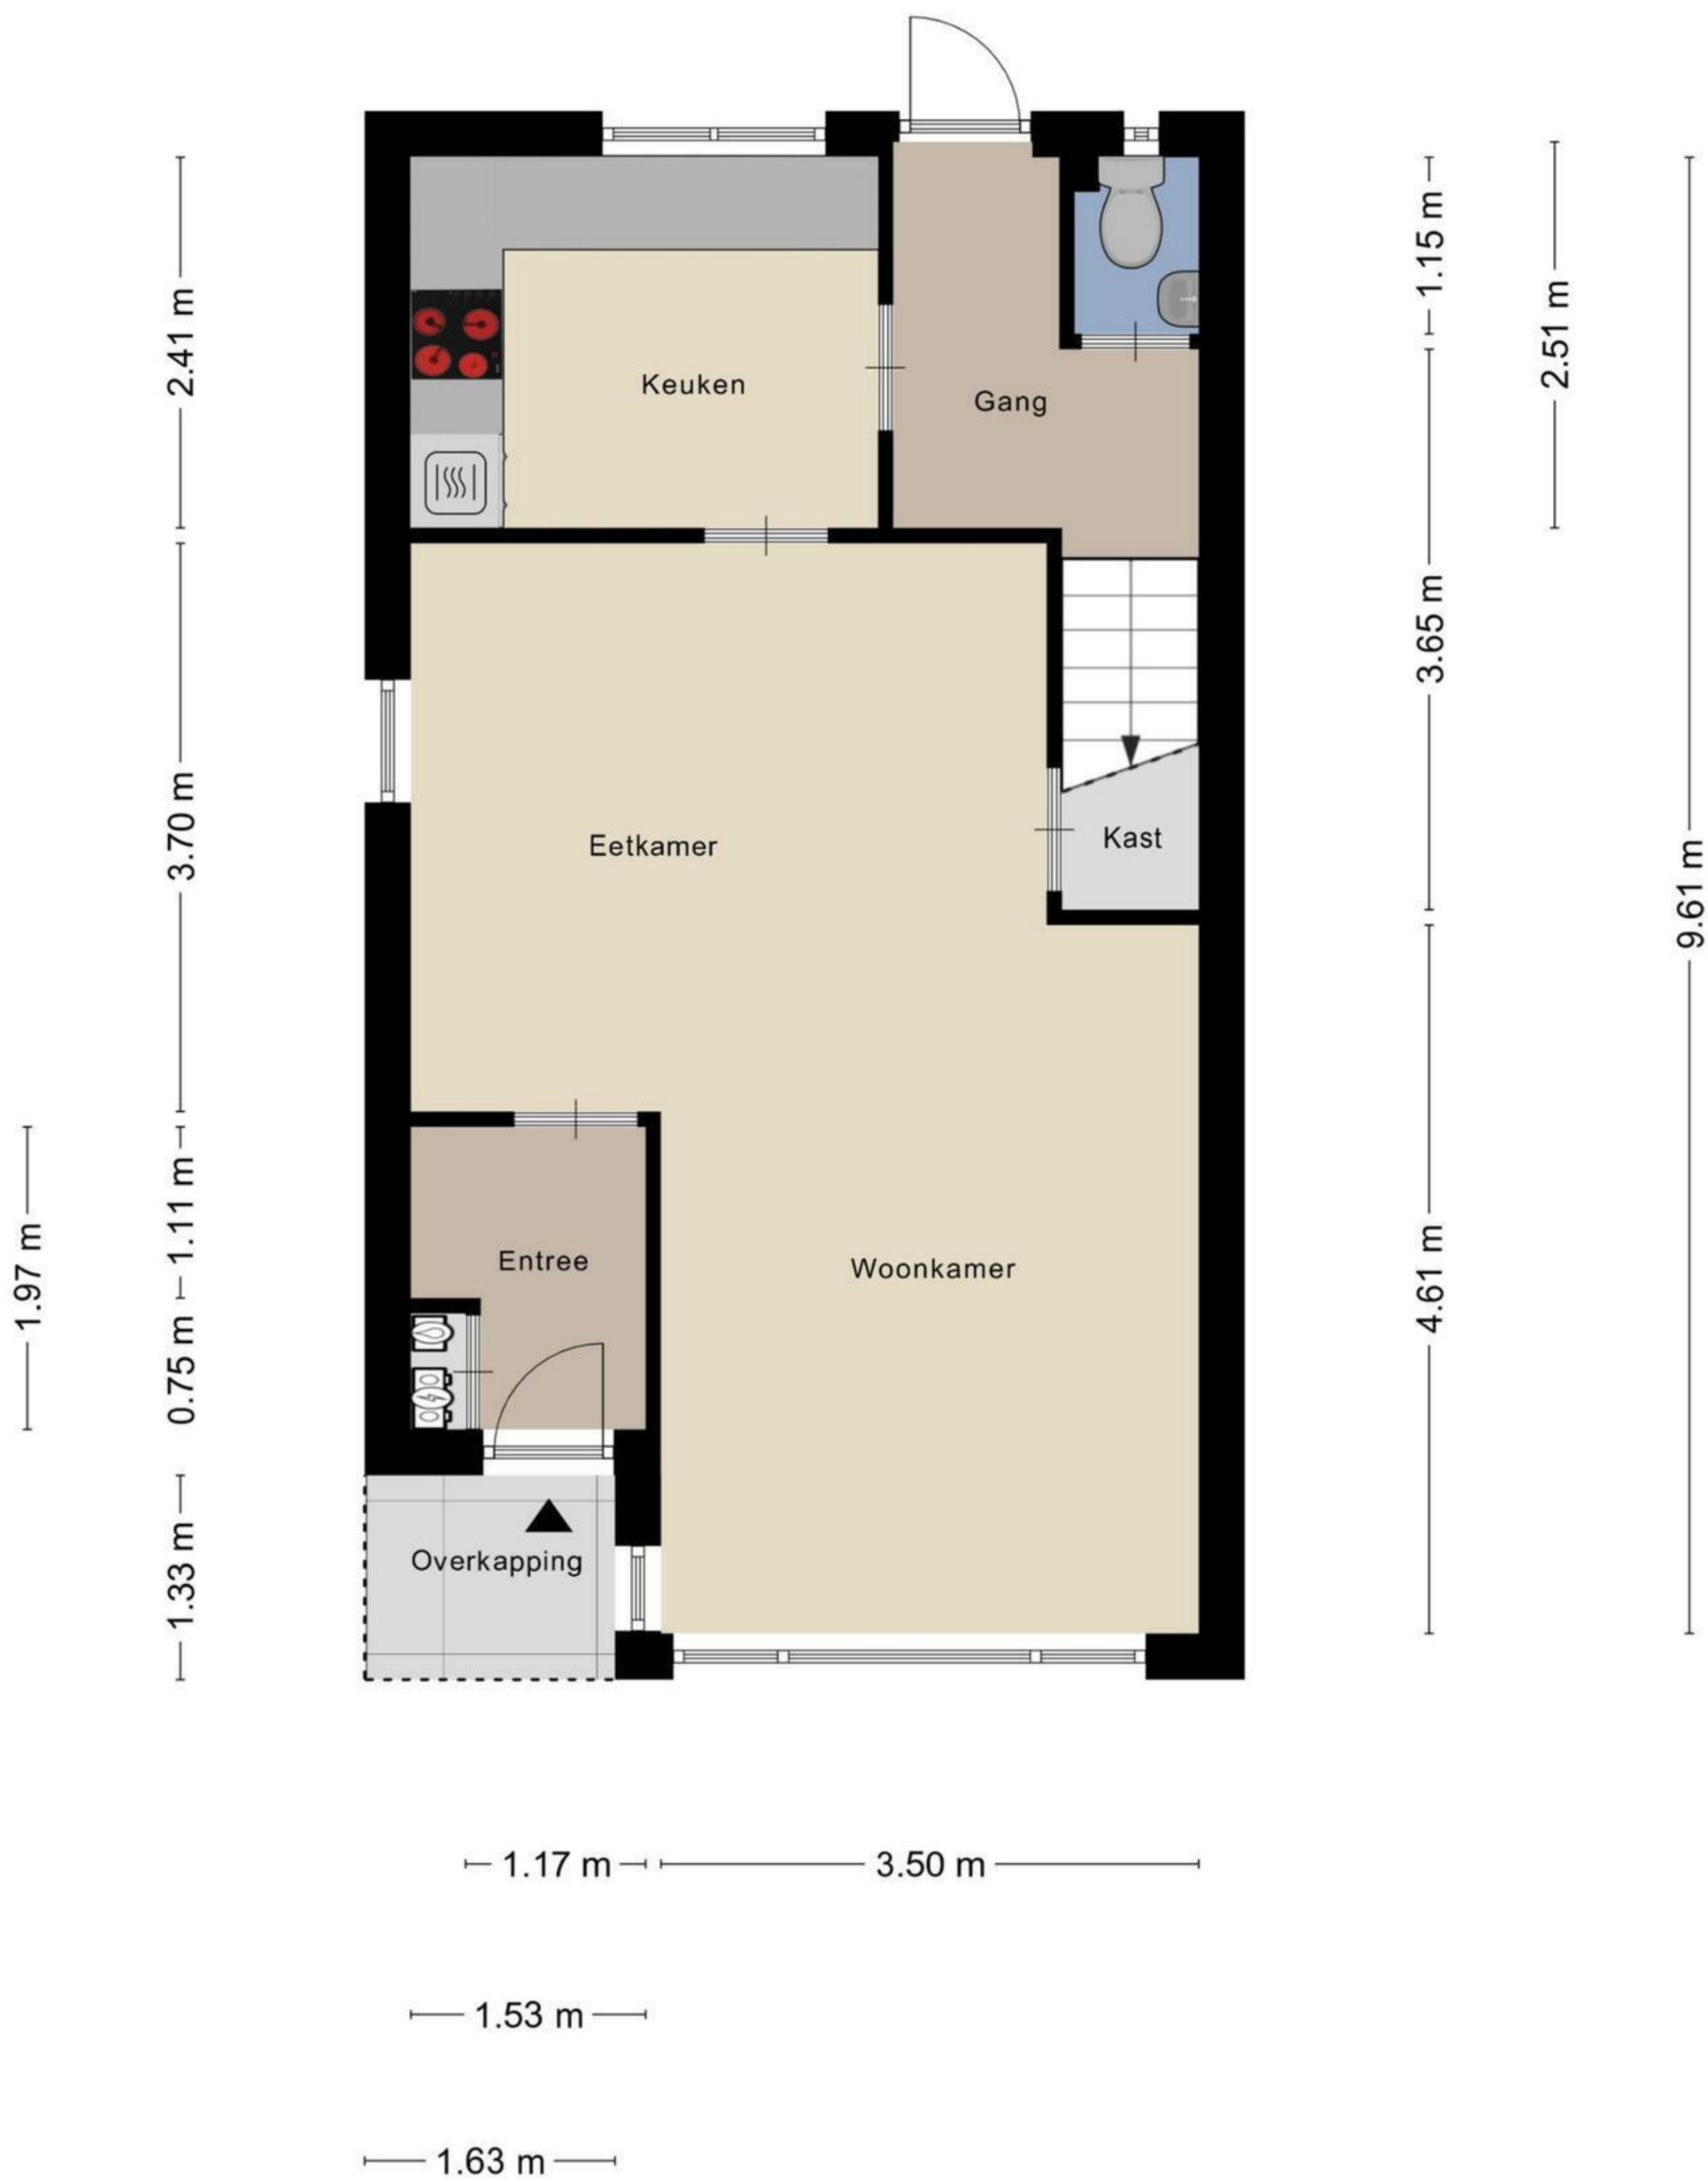 Keuken
Gang
Eetkamer
Kast
Entree
Woonkamer
Overkapping
2.41 m
3.70 m
1.11 m
0.75 m
1.33 m
1.97 m
1.15 m
3.65 m
4.61 m
2.51 m
9.61 m
1.17 m
3.50 m
1.53 m
1.63 m